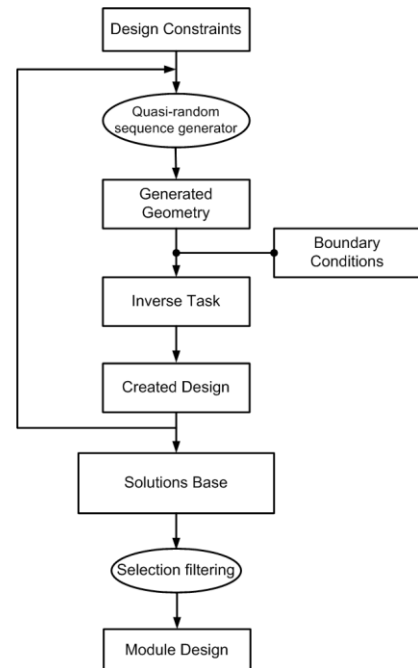 Design Constraints
Quasi-random
sequence generator
Generated
Geometry
Boundary
Conditions
Inverse Task
Created Design
Solutions Base
Selection filtering
Module Design